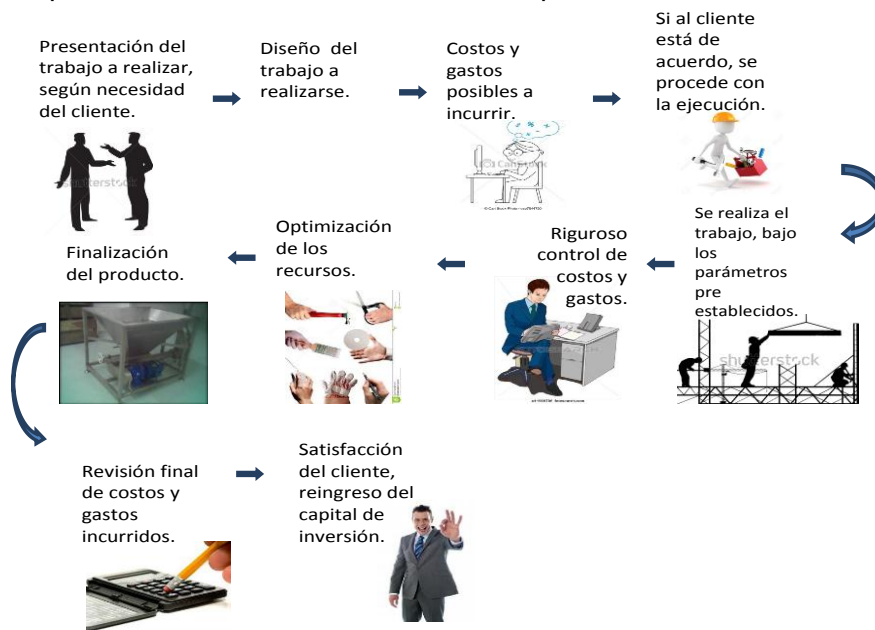 Presentación del
trabajo a realizar,
según necesidad
del cliente.
Diseño del
trabajo a
realizarse.
Costos y
gastos
posibles a
incurrir.
Si al cliente
está de
acuerdo, se
procede con
la ejecución.
Se realiza el
trabajo, bajo
los
parámetros
pre
establecidos.
Riguroso
control de
costos y
gastos.
Optimización
de los
recursos.
Finalización
del producto.
Revisión final
de costos y
gastos
incurridos.
Satisfacción
del cliente,
reingreso del
capital de
inversión.